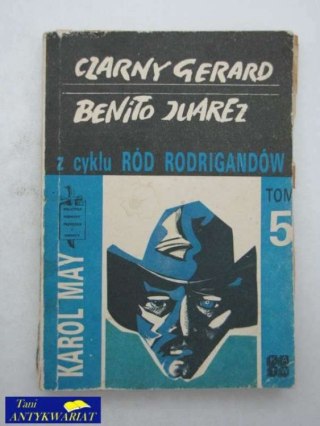 CZARNY GERARD
BENITO JUAREZ
z cyklu RÓD RODRIGANDÓW
TOM
5
KAROL MAY
Tani
ANTYKWARIAT